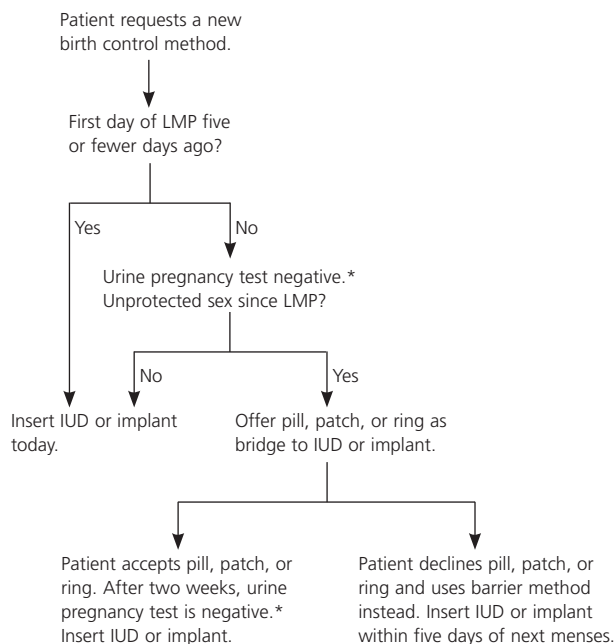 Patient requests a new
birth control method.
First day of LMP five
or fewer days ago?
Yes
No
Urine pregnancy test negative.*
Unprotected sex since LMP?
No
Yes
Insert IUD or implant
today.
Offer pill, patch, or ring as
bridge to IUD or implant.
Patient accepts pill, patch, or
ring. After two weeks, urine
pregnancy test is negative.*
Insert IUD or implant.
Patient declines pill, patch, or
ring and uses barrier method
instead. Insert IUD or implant
within five days of next menses.